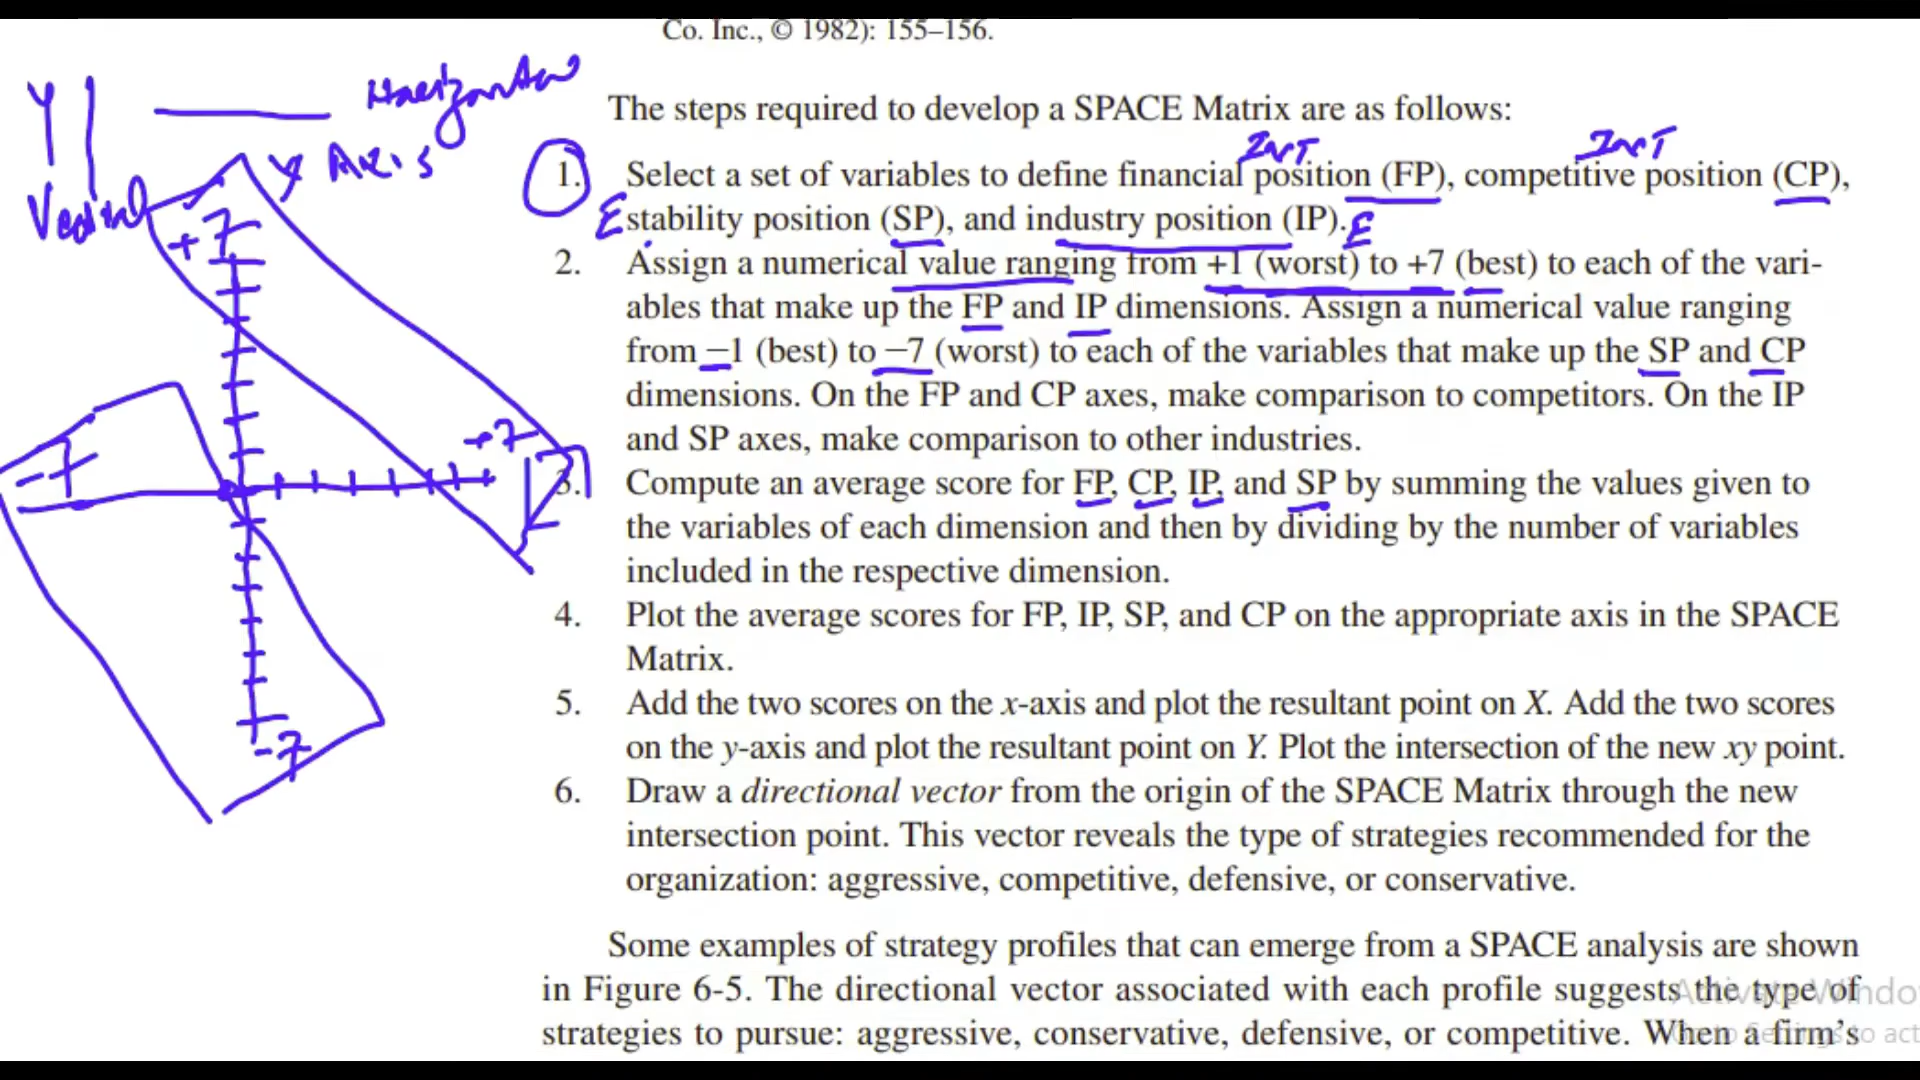 Co. Inc., © 1982): 155–156.
Y
Horizontal
X Axis
Vertical
The steps required to develop a SPACE Matrix are as follows:
Int Int
1. Select a set of variables to define financial position (FP), competitive position (CP),
E stability position (SP), and industry position (IP). E
2. Assign a numerical value ranging from +1 (worst) to +7 (best) to each of the vari-
ables that make up the FP and IP dimensions. Assign a numerical value ranging
from −1 (best) to −7 (worst) to each of the variables that make up the SP and CP
dimensions. On the FP and CP axes, make comparison to competitors. On the IP
and SP axes, make comparison to other industries.
3. Compute an average score for FP, CP, IP, and SP by summing the values given to
the variables of each dimension and then by dividing by the number of variables
included in the respective dimension.
4. Plot the average scores for FP, IP, SP, and CP on the appropriate axis in the SPACE
Matrix.
5. Add the two scores on the x-axis and plot the resultant point on X. Add the two scores
on the y-axis and plot the resultant point on Y. Plot the intersection of the new xy point.
6. Draw a directional vector from the origin of the SPACE Matrix through the new
intersection point. This vector reveals the type of strategies recommended for the
organization: aggressive, competitive, defensive, or conservative.
+7
+7
-7
-7
Some examples of strategy profiles that can emerge from a SPACE analysis are shown
in Figure 6-5. The directional vector associated with each profile suggests the type of
strategies to pursue: aggressive, conservative, defensive, or competitive. When a firm’s
Activate Windo
Go to Settings to act